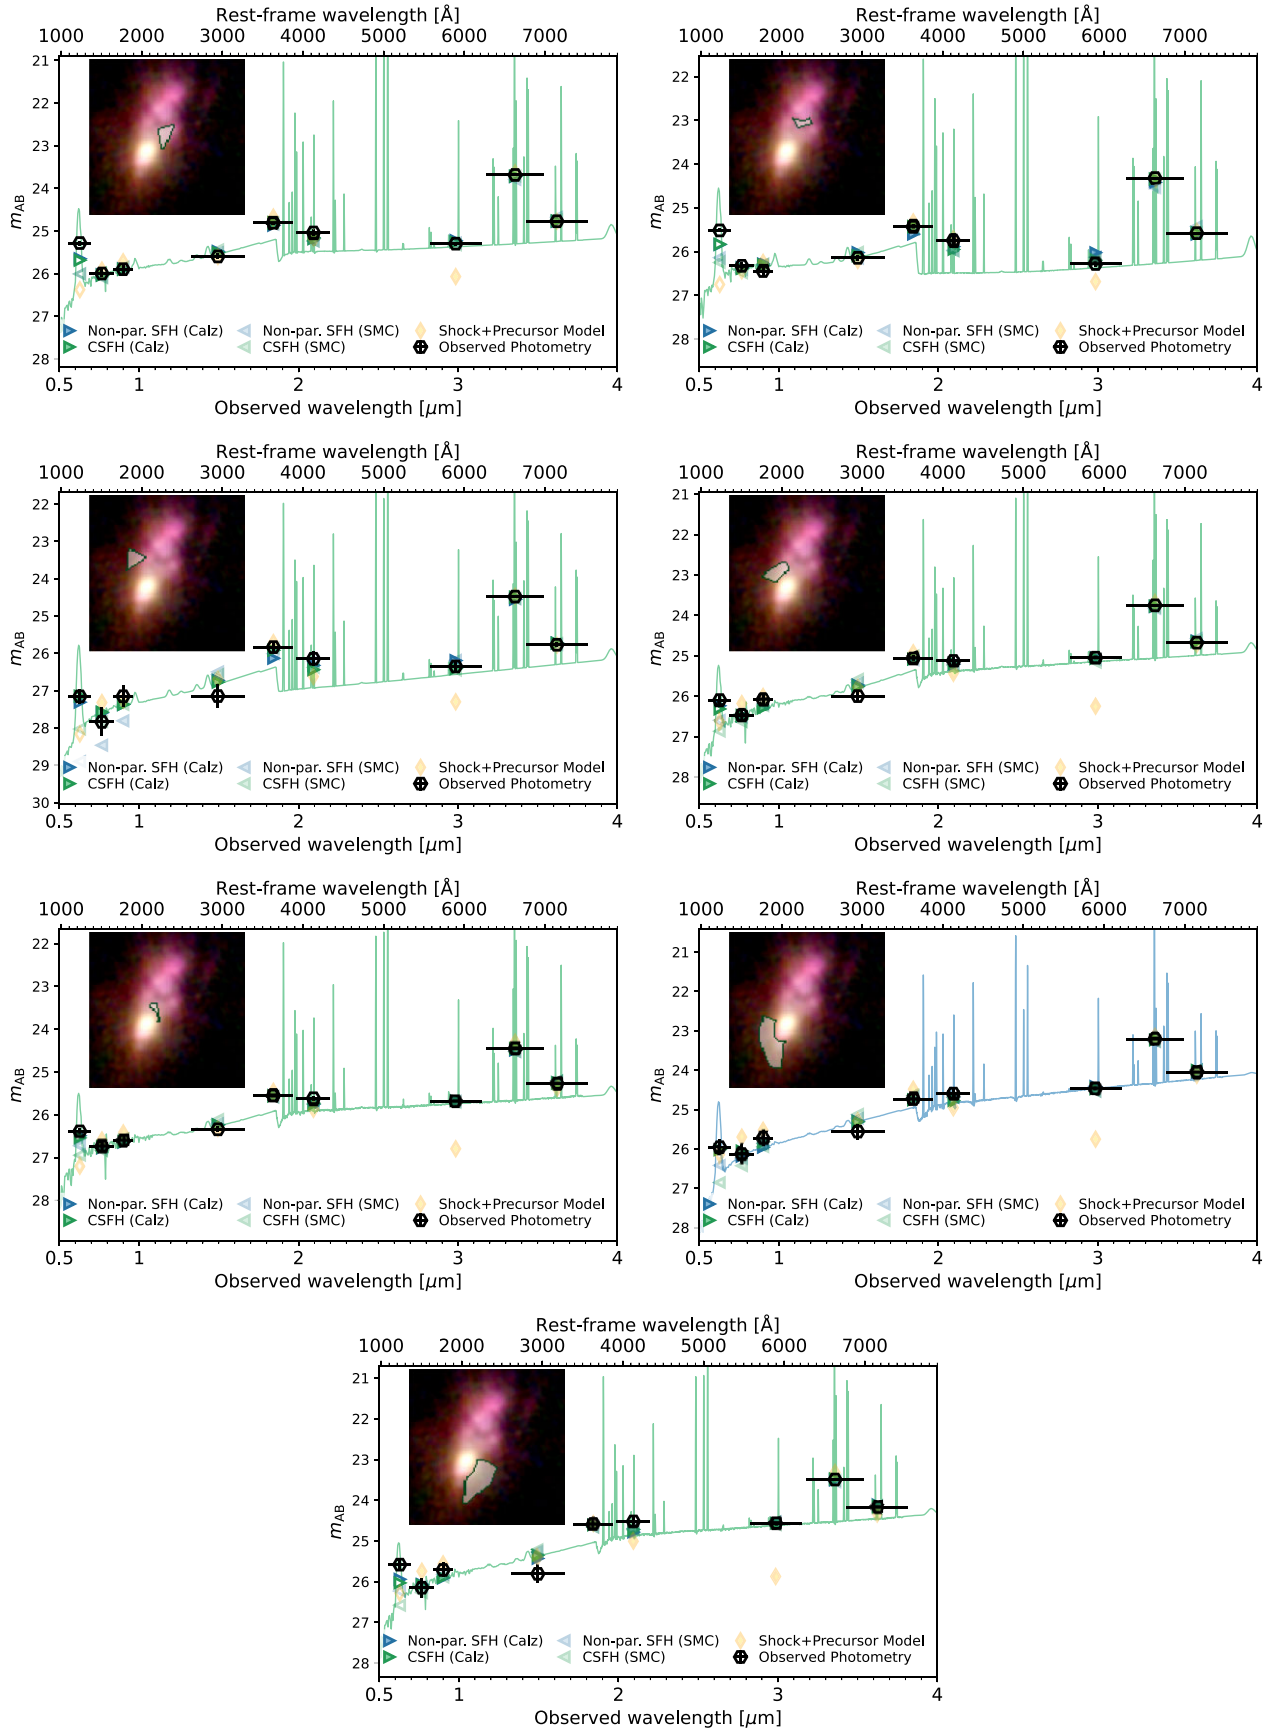 Rest-frame wavelength [Å]
1000 2000 3000 4000 5000 6000 7000
21
22
23
24
25
26
27
28
m_AB
Non-par. SFH (Calz) Non-par. SFH (SMC) Shock+Precursor Model
CSFH (Calz) CSFH (SMC) Observed Photometry
0.5 1 2 3 4
Observed wavelength [μm]
Rest-frame wavelength [Å]
1000 2000 3000 4000 5000 6000 7000
22
23
24
25
26
27
28
m_AB
Non-par. SFH (Calz) Non-par. SFH (SMC) Shock+Precursor Model
CSFH (Calz) CSFH (SMC) Observed Photometry
0.5 1 2 3 4
Observed wavelength [μm]
Rest-frame wavelength [Å]
1000 2000 3000 4000 5000 6000 7000
22
23
24
25
26
27
28
29
30
m_AB
Non-par. SFH (Calz) Non-par. SFH (SMC) Shock+Precursor Model
CSFH (Calz) CSFH (SMC) Observed Photometry
0.5 1 2 3 4
Observed wavelength [μm]
Rest-frame wavelength [Å]
1000 2000 3000 4000 5000 6000 7000
21
22
23
24
25
26
27
28
m_AB
Non-par. SFH (Calz) Non-par. SFH (SMC) Shock+Precursor Model
CSFH (Calz) CSFH (SMC) Observed Photometry
0.5 1 2 3 4
Observed wavelength [μm]
Rest-frame wavelength [Å]
1000 2000 3000 4000 5000 6000 7000
22
23
24
25
26
27
28
m_AB
Non-par. SFH (Calz) Non-par. SFH (SMC) Shock+Precursor Model
CSFH (Calz) CSFH (SMC) Observed Photometry
0.5 1 2 3 4
Observed wavelength [μm]
Rest-frame wavelength [Å]
1000 2000 3000 4000 5000 6000 7000
21
22
23
24
25
26
27
28
m_AB
Non-par. SFH (Calz) Non-par. SFH (SMC) Shock+Precursor Model
CSFH (Calz) CSFH (SMC) Observed Photometry
0.5 1 2 3 4
Observed wavelength [μm]
Rest-frame wavelength [Å]
1000 2000 3000 4000 5000 6000 7000
21
22
23
24
25
26
27
28
m_AB
Non-par. SFH (Calz) Non-par. SFH (SMC) Shock+Precursor Model
CSFH (Calz) CSFH (SMC) Observed Photometry
0.5 1 2 3 4
Observed wavelength [μm]